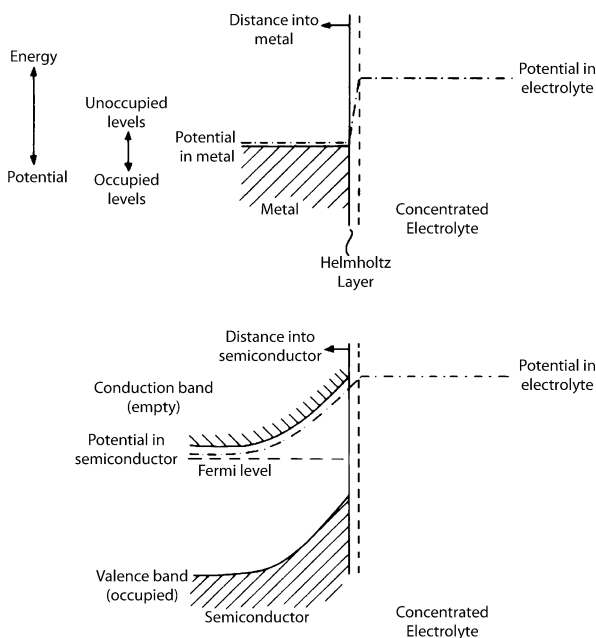 Distance into
metal
Energy
Potential in
electrolyte
Unoccupied
levels
Potential
in metal
Potential
Occupied
levels
Metal
Concentrated
Electrolyte
Helmholtz
Layer
Distance into
semiconductor
Potential in
electrolyte
Conduction band
(empty)
Potential in
semiconductor
Fermi level
Valence band
(occupied)
Semiconductor
Concentrated
Electrolyte